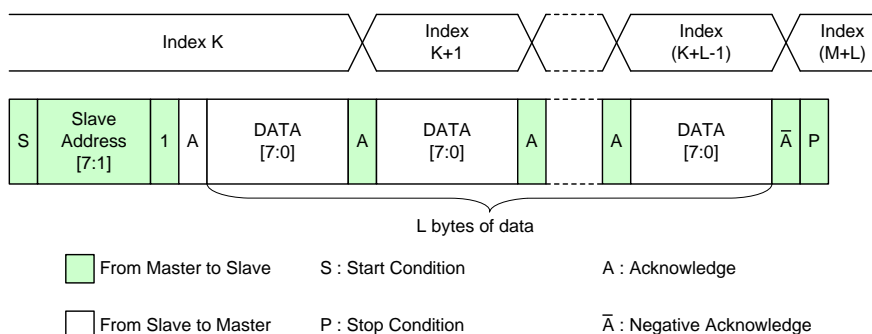 Index K
Index
K+1
Index
(K+L-1)
Index
(M+L)
S
Slave
Address
[7:1]
1
A
DATA
[7:0]
A
DATA
[7:0]
A
A
DATA
[7:0]
A̅
P
L bytes of data
From Master to Slave
S : Start Condition
A : Acknowledge
From Slave to Master
P : Stop Condition
A̅ : Negative Acknowledge